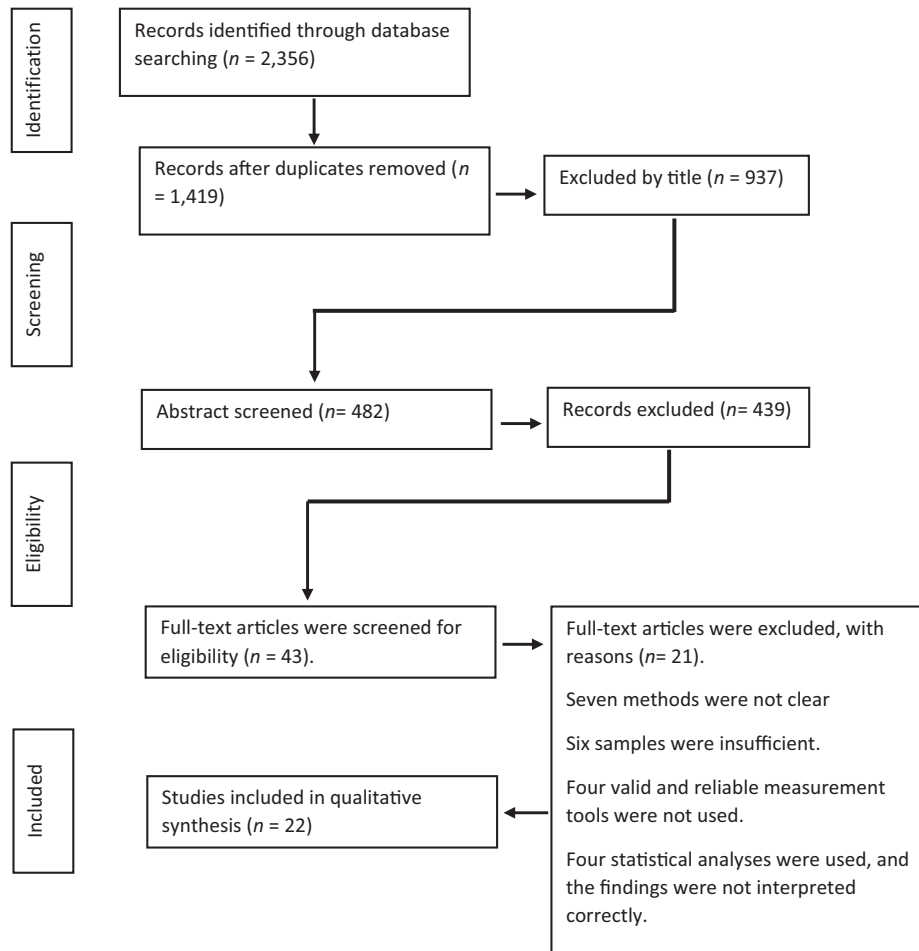 Identification
Records identified through database
searching (n = 2,356)
Records after duplicates removed (n
= 1,419)
Excluded by title (n = 937)
Screening
Abstract screened (n= 482)
Records excluded (n= 439)
Eligibility
Full-text articles were screened for
eligibility (n = 43).
Full-text articles were excluded, with
reasons (n= 21).
Seven methods were not clear
Six samples were insufficient.
Four valid and reliable measurement
tools were not used.
Four statistical analyses were used, and
the findings were not interpreted
correctly.
Included
Studies included in qualitative
synthesis (n = 22)